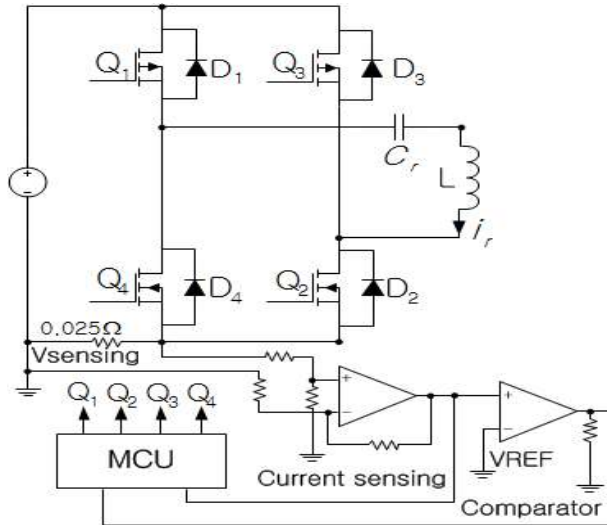 Q1 D1 Q3 D3
Cr
L
ir
Q4 D4 Q2 D2
0.025Ω
Vsensing
Q1 Q2 Q3 Q4
MCU
+
−
+
−
+
−
Current sensing
VREF
Comparator